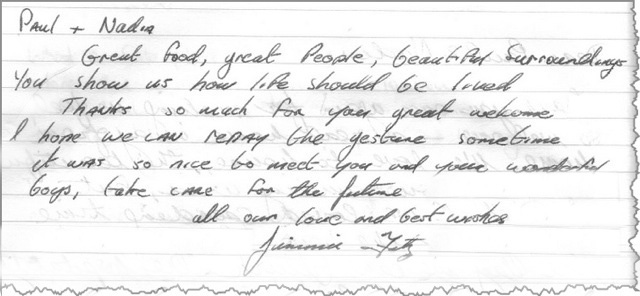 Paul + Nadia
Great food, great People, beautiful Surroundings
You show us how life should be lived
Thanks so much for your great welcome
I hope we can repay the gesture sometime
it was so nice to meet you and your wonderful
boys, take care for the future
all our love and best wishes
Jimmie